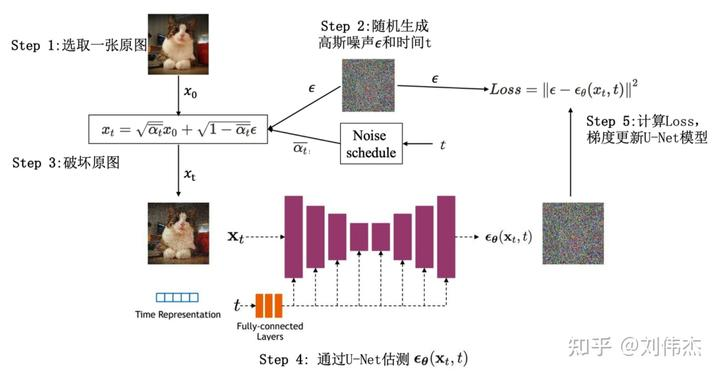 Step 1:选取一张原图
Step 2:随机生成
高斯噪声ϵ和时间t
x₀
ϵ
ϵ
Loss = ‖ϵ − ϵθ(xₜ, t)‖²
xₜ = √ᾱₜ x₀ + √1 − ᾱₜ ϵ
ᾱₜ:
Noise
schedule
t
Step 5:计算Loss,
梯度更新U-Net模型
Step 3:破坏原图
xₜ
xₜ
ϵθ(xₜ, t)
t
Time Representation
Fully-connected
Layers
Step 4: 通过U-Net估测 ϵθ(xₜ, t)
知乎 @刘伟杰